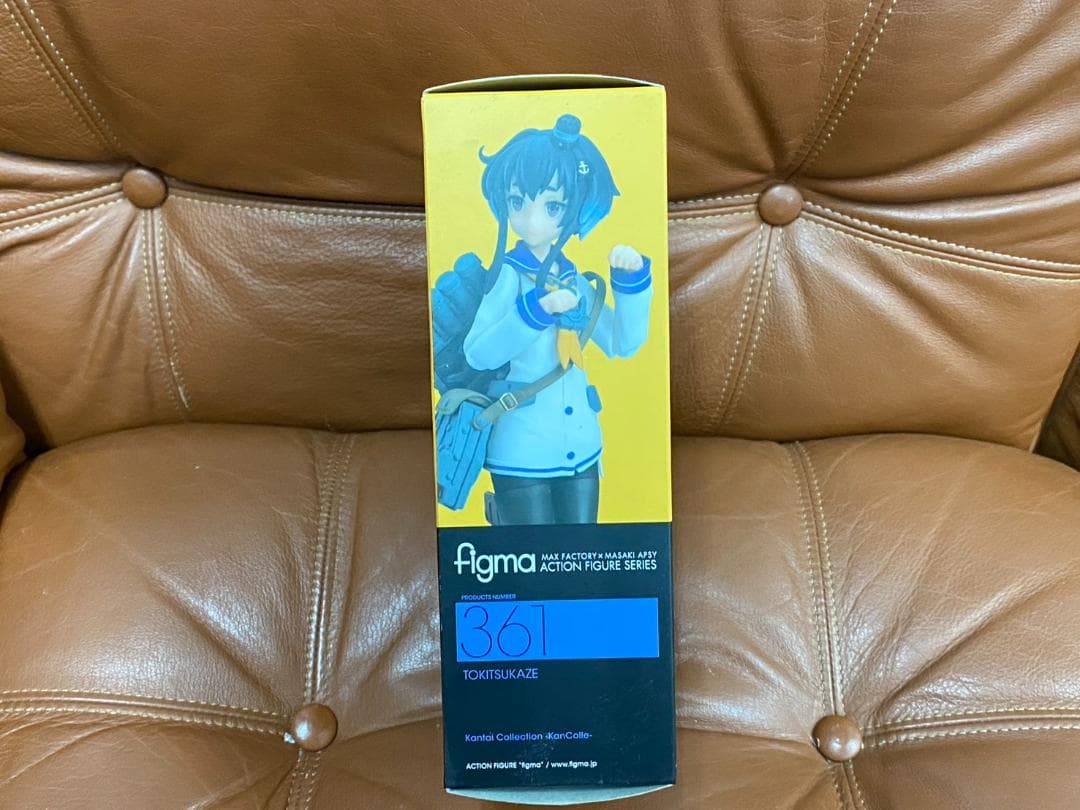 figma MAX FACTORY × MASAKI APSY
ACTION FIGURE SERIES
PRODUCTS NUMBER
361
TOKITSUKAZE
Kantai Collection -KanColle-
ACTION FIGURE "figma" / www.figma.jp